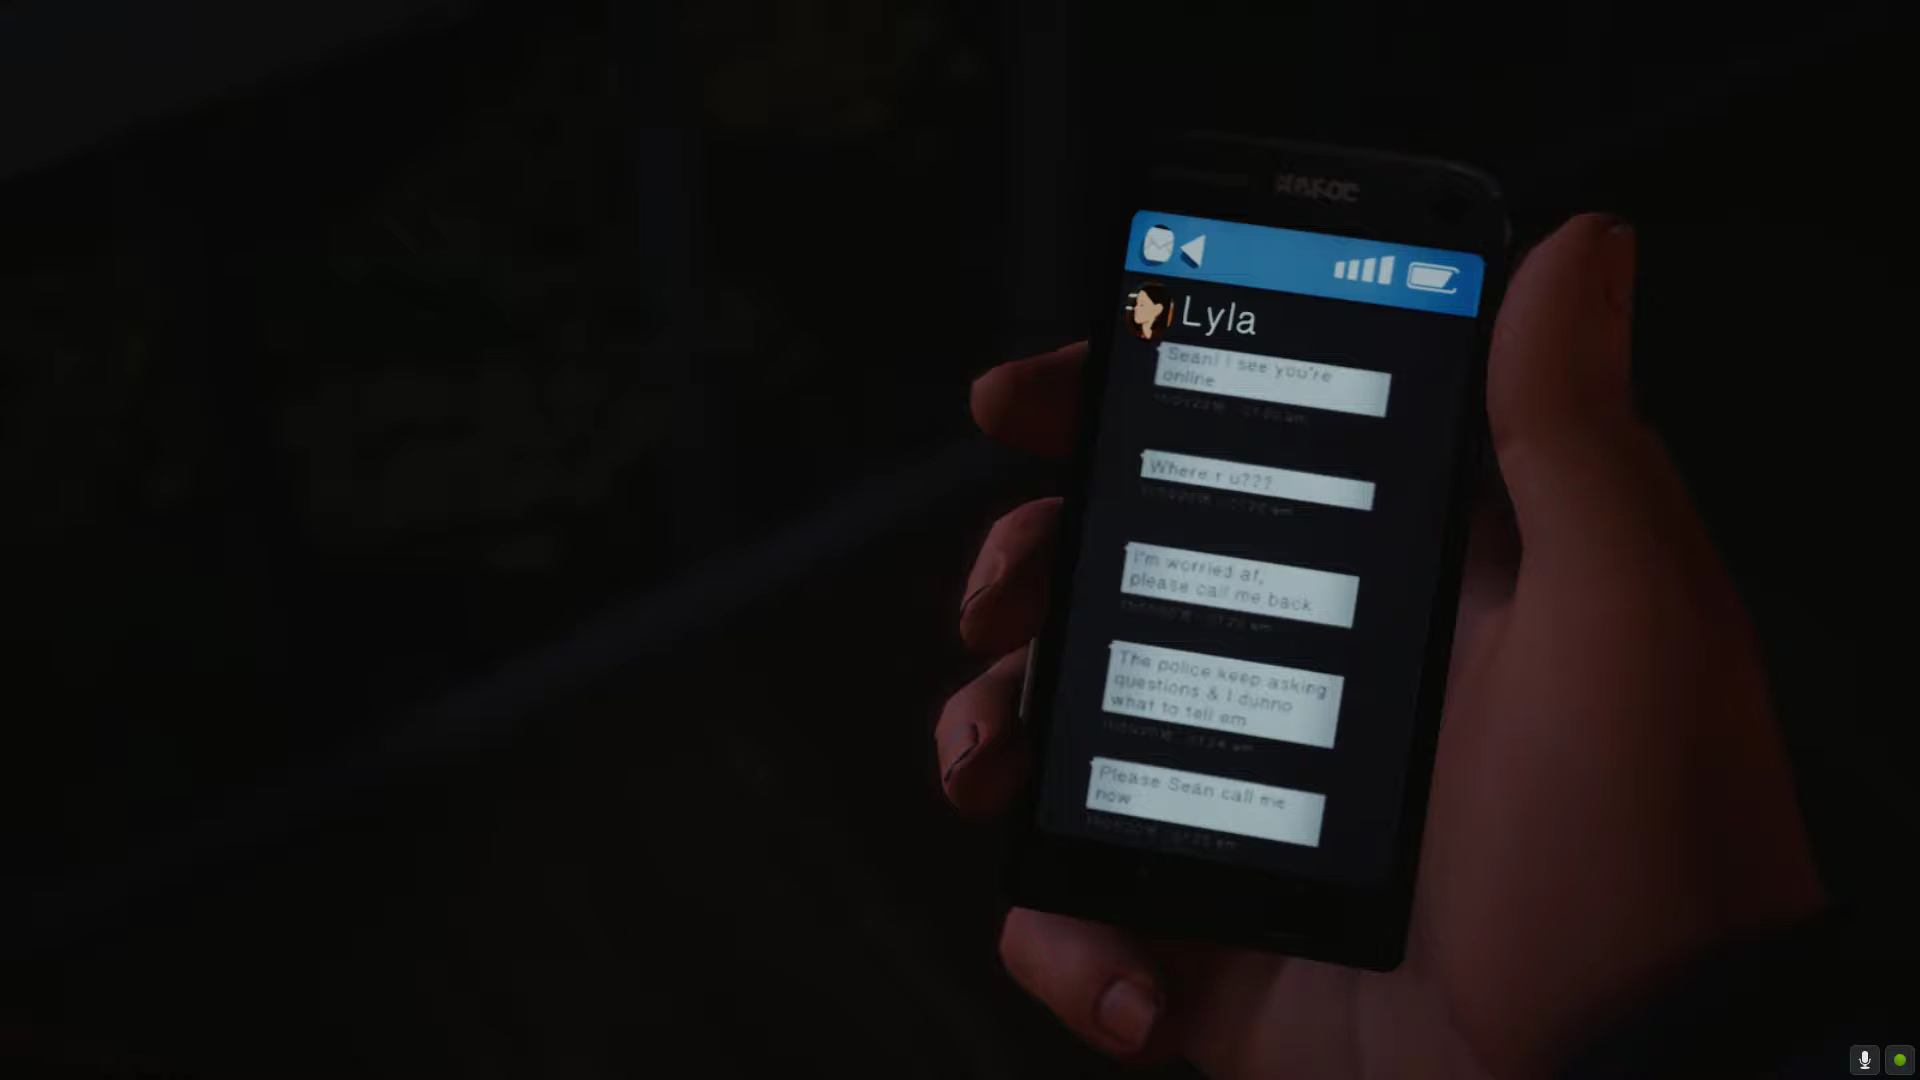 Lyla
Sean! I see you're
online
Where r u???
I'm worried af,
please call me back
The police keep asking
questions & I dunno
what to tell em
Please Sean call me
now